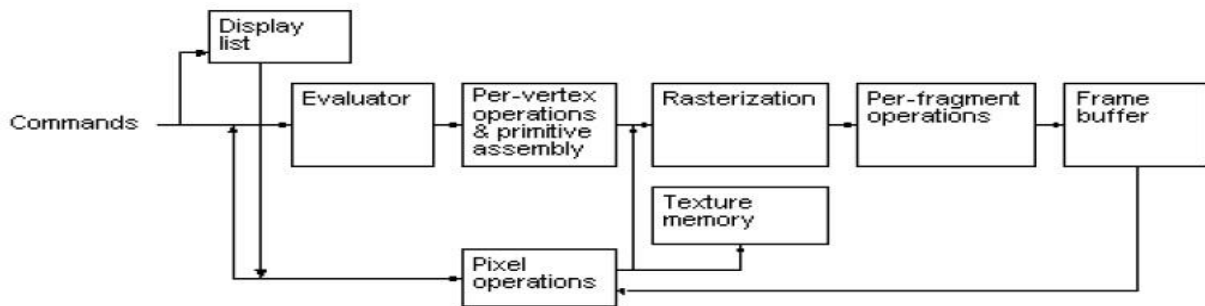 Display
list
Commands
Evaluator
Per-vertex
operations
& primitive
assembly
Rasterization
Per-fragment
operations
Frame
buffer
Texture
memory
Pixel
operations